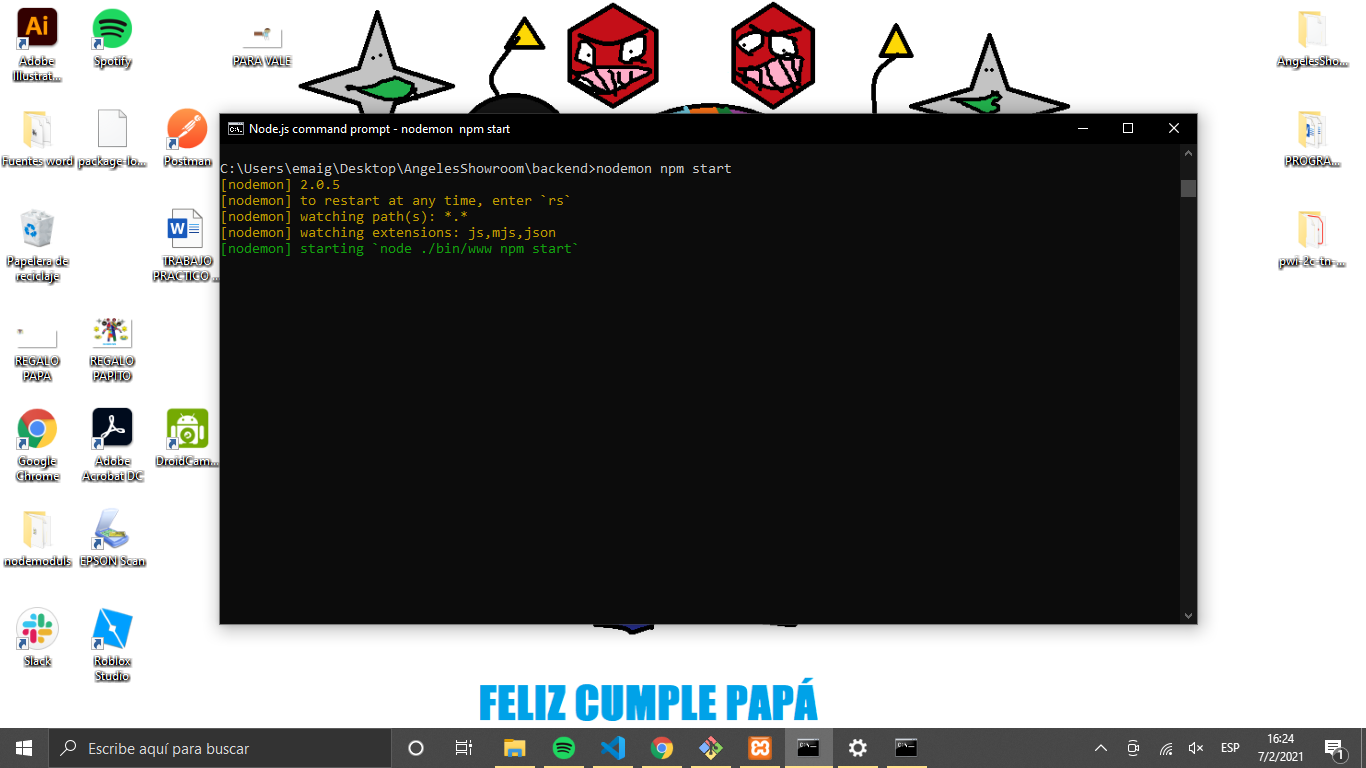 Adobe
Illustrat...
Spotify
PARA VALE
AngelesSho...
Fuentes word
package-lo...
Postman
PROGRA...
Papelera de
reciclaje
TRABAJO
PRACTICO ...
pwi-2c-tn-...
REGALO
PAPA
REGALO
PAPITO
Google
Chrome
Adobe
Acrobat DC
DroidCam...
nodemoduls
EPSON Scan
Slack
Roblox
Studio
Node.js command prompt - nodemon  npm start
C:\Users\emaig\Desktop\AngelesShowroom\backend>nodemon npm start
[nodemon] 2.0.5
[nodemon] to restart at any time, enter `rs`
[nodemon] watching path(s): *.*
[nodemon] watching extensions: js,mjs,json
[nodemon] starting `node ./bin/www npm start`
FELIZ CUMPLE PAPÁ
Escribe aquí para buscar
ESP
16:24
7/2/2021
1